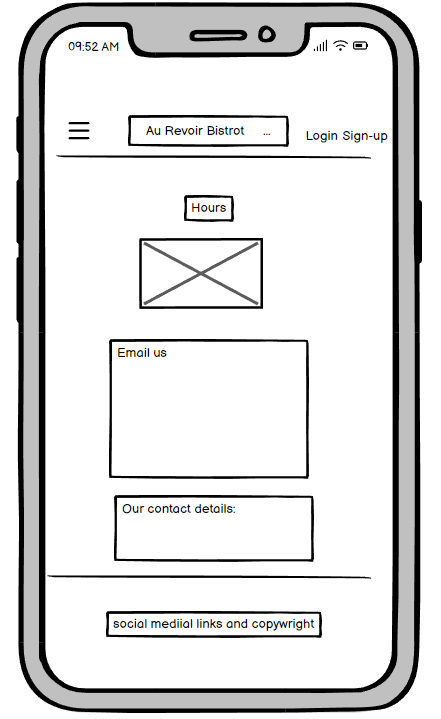 09:52 AM
Au Revoir Bistrot ...
Login Sign-up
Hours
Email us
Our contact details:
social mediial links and copywright